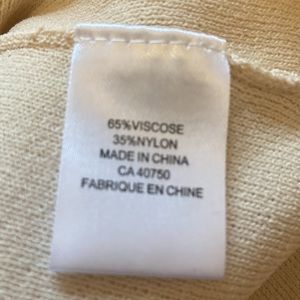 65%VISCOSE
35%NYLON
MADE IN CHINA
CA 40750
FABRIQUE EN CHINE